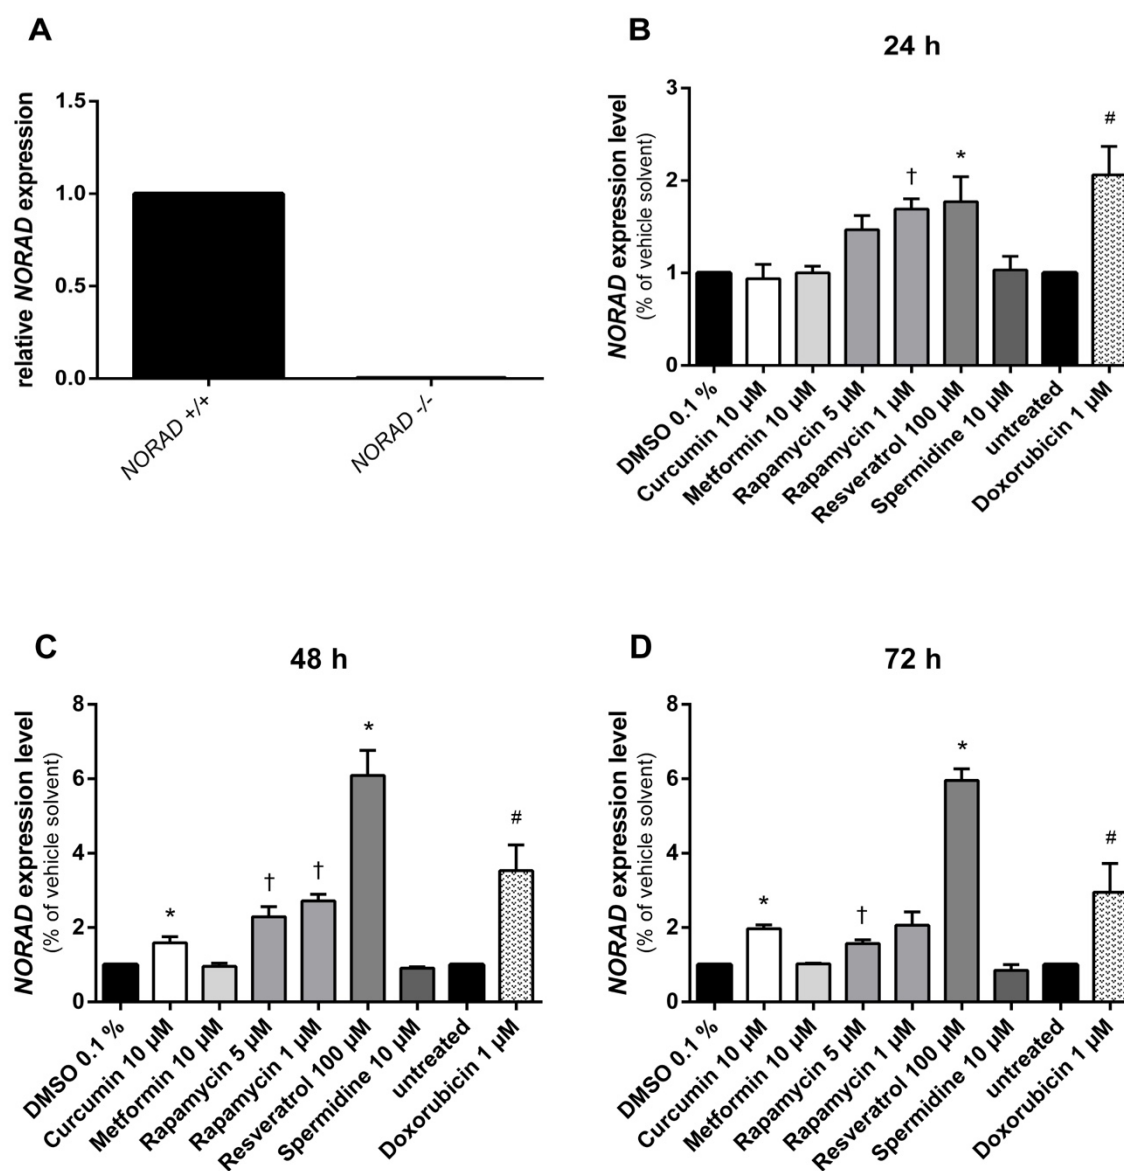 A
relative NORAD expression
1.5
1.0
0.5
0.0
NORAD +/+
NORAD -/-
B
24 h
NORAD expression level
(% of vehicle solvent)
3
2
1
0
†
*
#
DMSO 0.1 %
Curcumin 10 µM
Metformin 10 µM
Rapamycin 5 µM
Rapamycin 1 µM
Resveratrol 100 µM
Spermidine 10 µM
untreated
Doxorubicin 1 µM
C
48 h
NORAD expression level
(% of vehicle solvent)
8
6
4
2
0
*
†
†
*
#
DMSO 0.1 %
Curcumin 10 µM
Metformin 10 µM
Rapamycin 5 µM
Rapamycin 1 µM
Resveratrol 100 µM
Spermidine 10 µM
untreated
Doxorubicin 1 µM
D
72 h
NORAD expression level
(% of vehicle solvent)
8
6
4
2
0
*
†
*
#
DMSO 0.1 %
Curcumin 10 µM
Metformin 10 µM
Rapamycin 5 µM
Rapamycin 1 µM
Resveratrol 100 µM
Spermidine 10 µM
untreated
Doxorubicin 1 µM